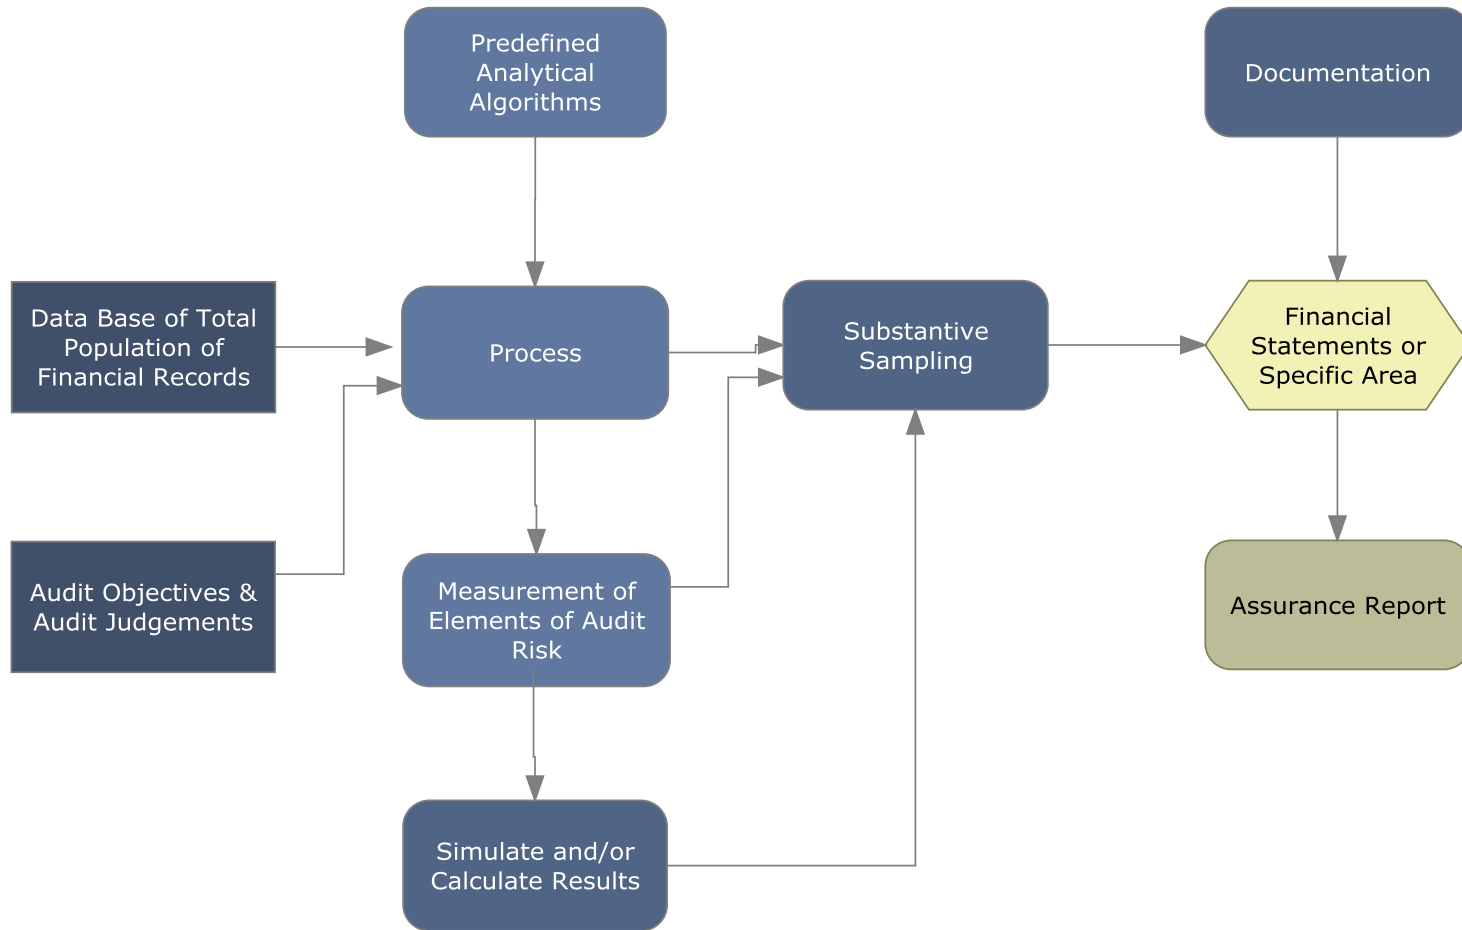 Predefined
Analytical
Algorithms
Documentation
Data Base of Total
Population of
Financial Records
Process
Substantive
Sampling
Financial
Statements or
Specific Area
Audit Objectives &
Audit Judgements
Measurement of
Elements of Audit
Risk
Assurance Report
Simulate and/or
Calculate Results